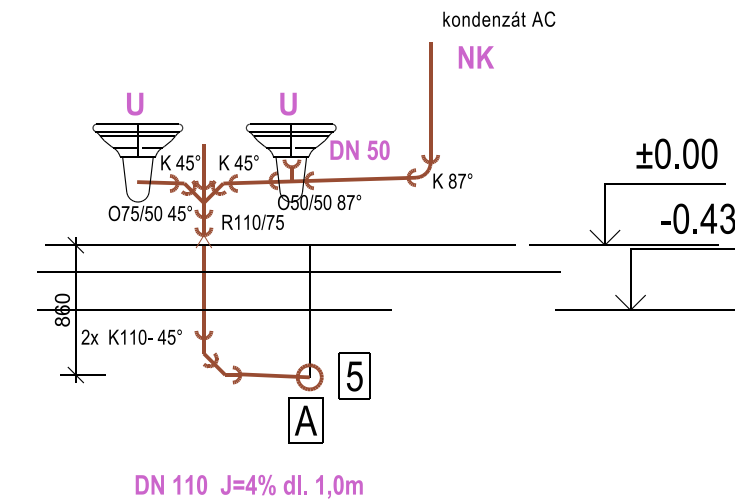 kondenzát AC
NK
U
U
DN 50
K 45°
K 45°
K 87°
O75/50 45°
O50/50 87°
R110/75
±0.00
-0.43
860
2x K110- 45°
5
A
DN 110 J=4% dl. 1,0m